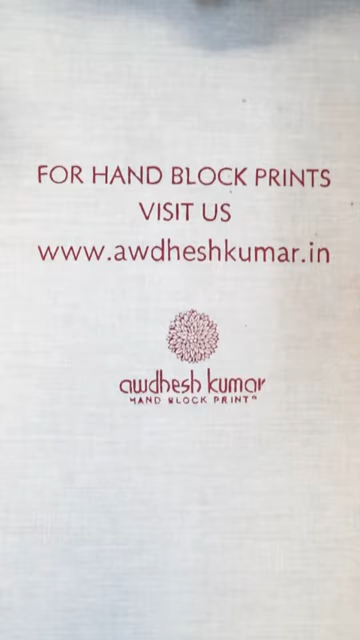 FOR HAND BLOCK PRINTS
VISIT US
www.awdheshkumar.in
awdhesh kumar
HAND BLOCK PRINTS